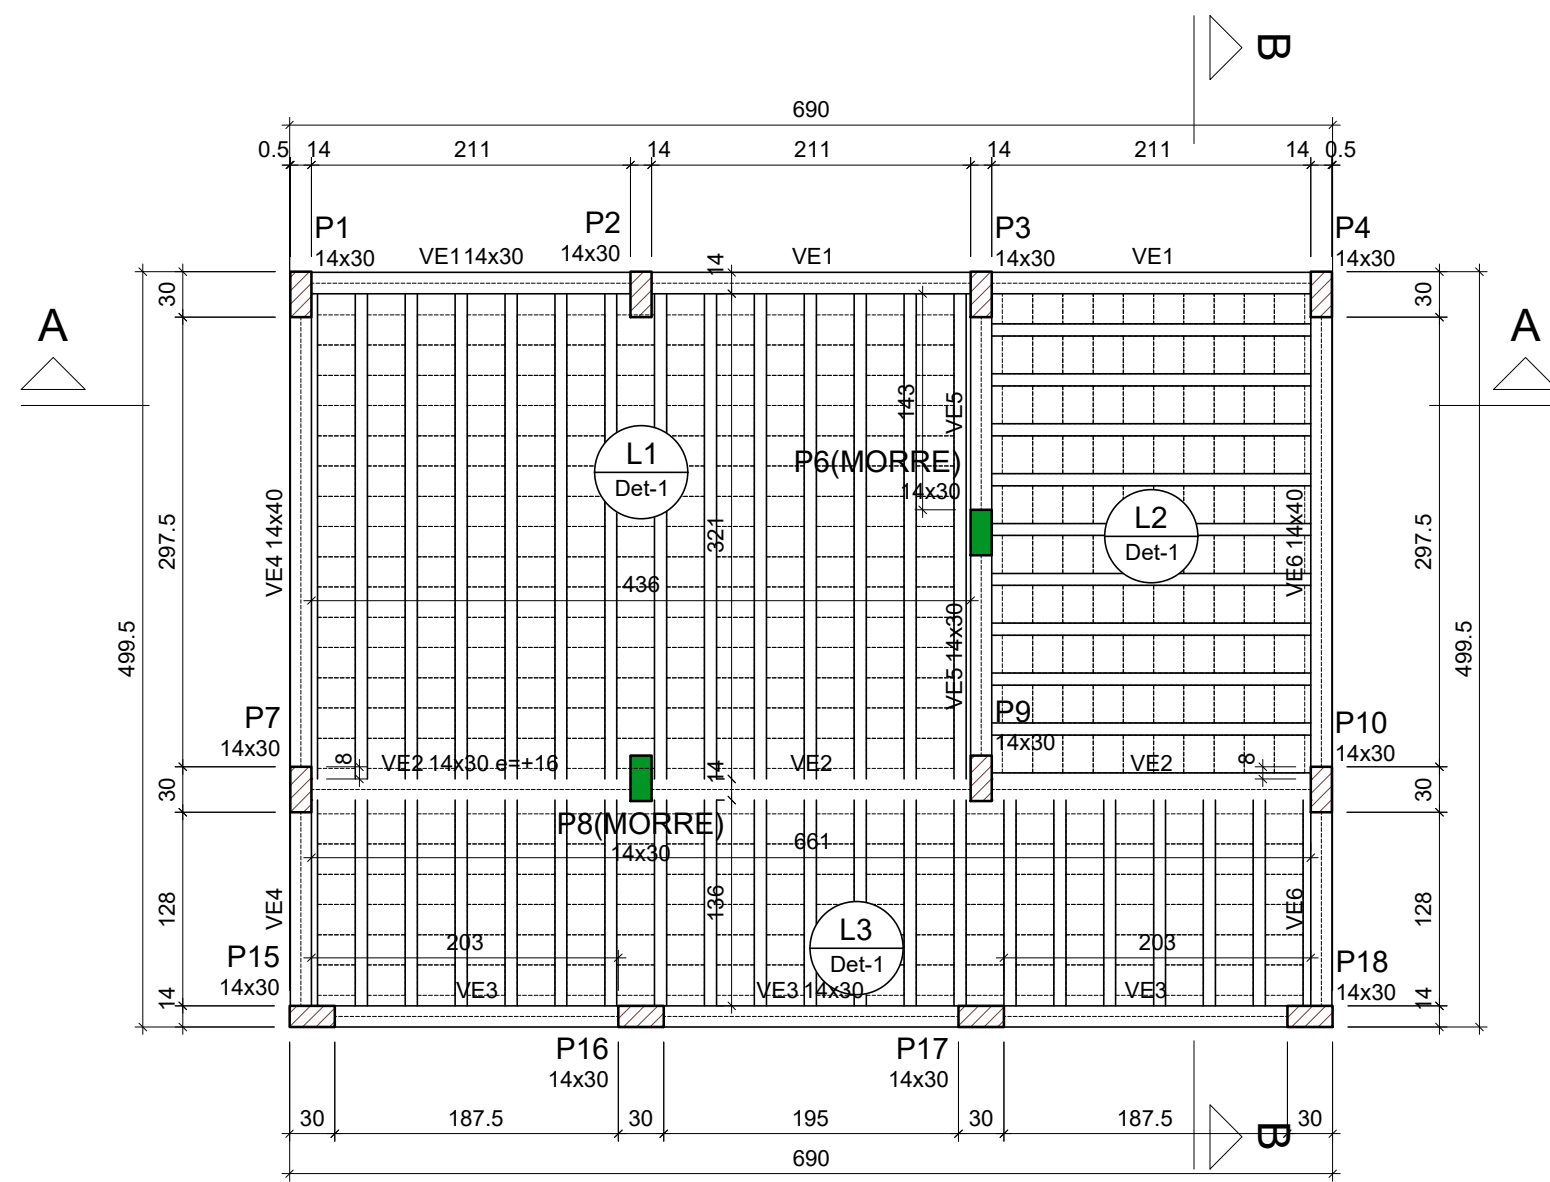 B
690
0.5
14
211
14
211
14
211
14
0.5
P1
14x30
VE1 14x30
P2
14x30
14
VE1
P3
14x30
VE1
P4
14x30
30
30
A
A
143
VE5
P6(MORRE)
14x30
L1
Det-1
L2
Det-1
VE4 14x40
297.5
321
436
VE6 14x40
297.5
499.5
VE5 14x30
499.5
P7
14x30
8
VE2 14x30 e=+16
14
VE2
P9
14x30
VE2
8
P10
14x30
30
30
P8(MORRE)
14x30
661
128
VE4
136
VE6
128
203
L3
Det-1
203
P15
14x30
14
VE3
VE3 14x30
VE3
P18
14x30
14
P16
14x30
P17
14x30
30
187.5
30
195
30
187.5
30
B
690